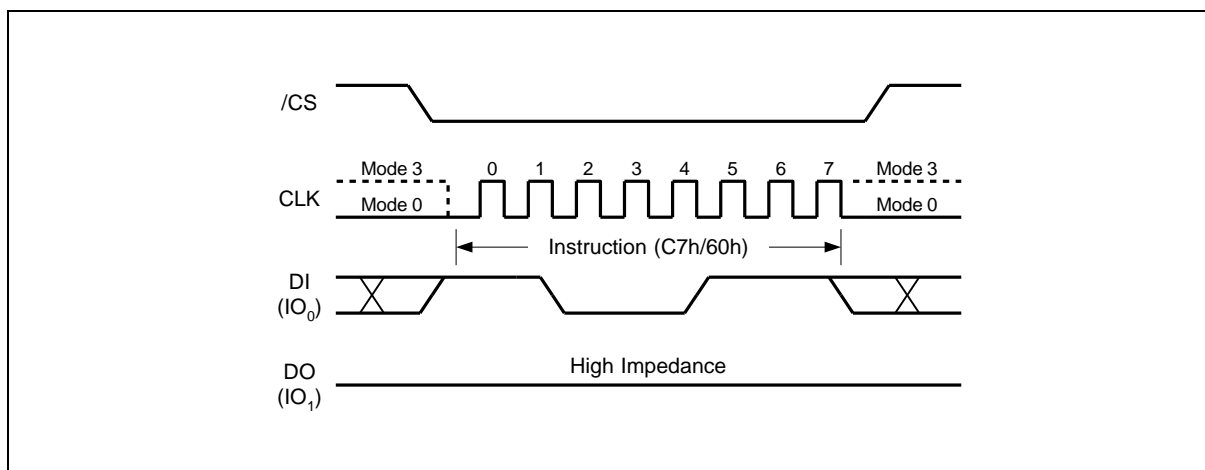 /CS
Mode 3 0 1 2 3 4 5 6 7 Mode 3
CLK
Mode 0 Mode 0
Instruction (C7h/60h)
DI
(IO0)
High Impedance
DO
(IO1)